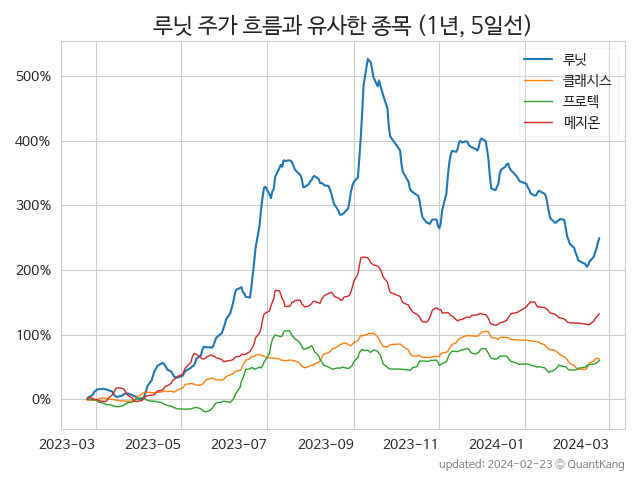 루닛 주가 흐름과 유사한 종목 (1년, 5일선)
루닛
클래시스
프로텍
메지온
500%
400%
300%
200%
100%
0%
2023-03 2023-05 2023-07 2023-09 2023-11 2024-01 2024-03
updated: 2024-02-23 © QuantKang